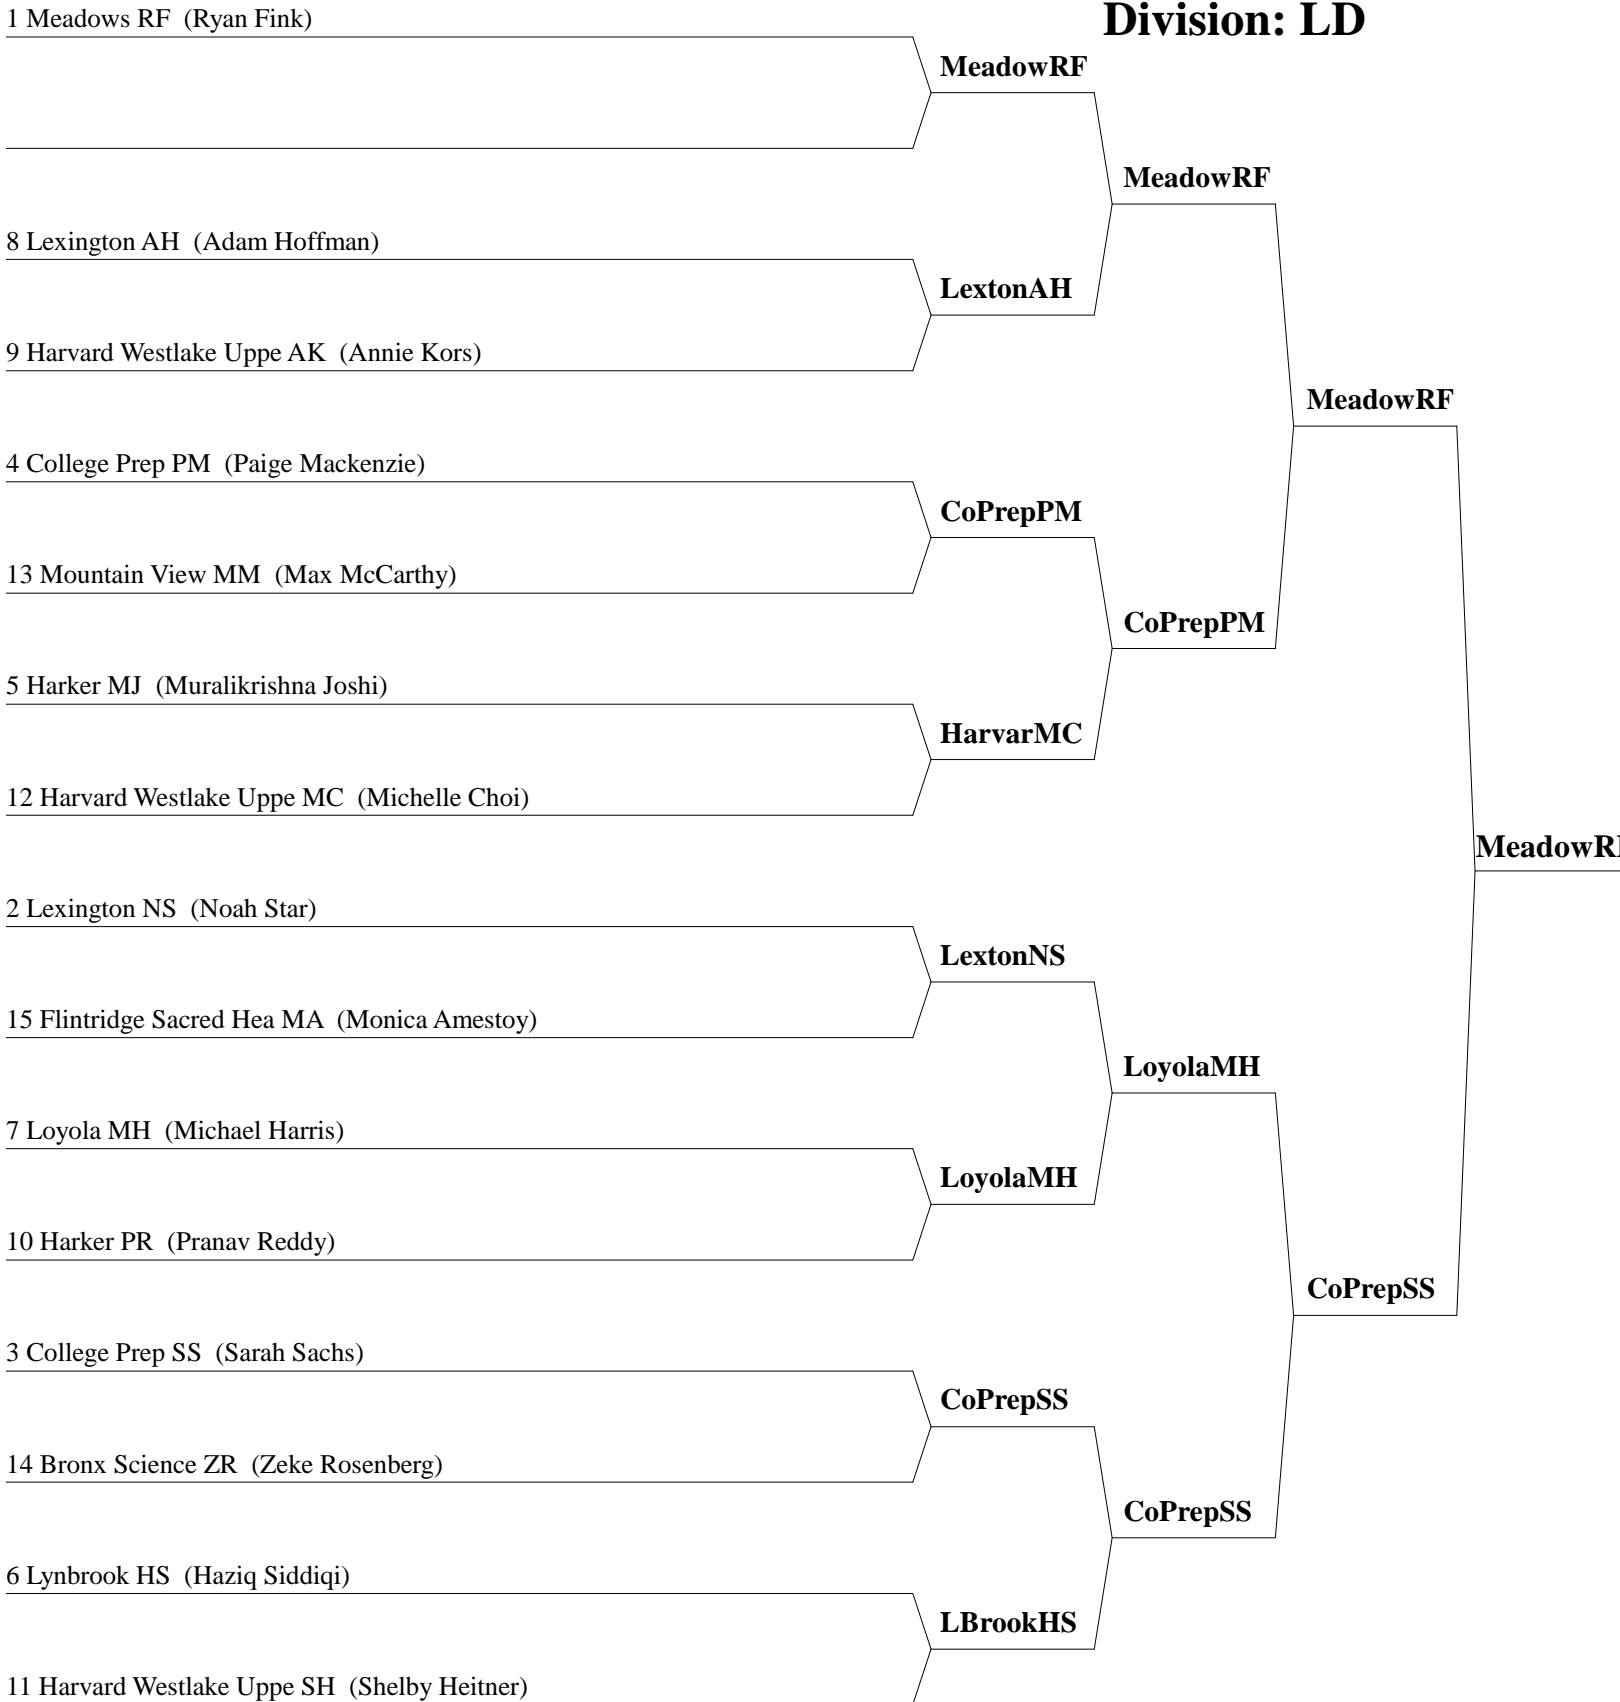 Division: LD
1 Meadows RF (Ryan Fink)
MeadowRF
MeadowRF
8 Lexington AH (Adam Hoffman)
LextonAH
9 Harvard Westlake Uppe AK (Annie Kors)
MeadowRF
4 College Prep PM (Paige Mackenzie)
CoPrepPM
13 Mountain View MM (Max McCarthy)
CoPrepPM
5 Harker MJ (Muralikrishna Joshi)
HarvarMC
12 Harvard Westlake Uppe MC (Michelle Choi)
MeadowRF
2 Lexington NS (Noah Star)
LextonNS
15 Flintridge Sacred Hea MA (Monica Amestoy)
LoyolaMH
7 Loyola MH (Michael Harris)
LoyolaMH
10 Harker PR (Pranav Reddy)
CoPrepSS
3 College Prep SS (Sarah Sachs)
CoPrepSS
14 Bronx Science ZR (Zeke Rosenberg)
CoPrepSS
6 Lynbrook HS (Haziq Siddiqi)
LBrookHS
11 Harvard Westlake Uppe SH (Shelby Heitner)